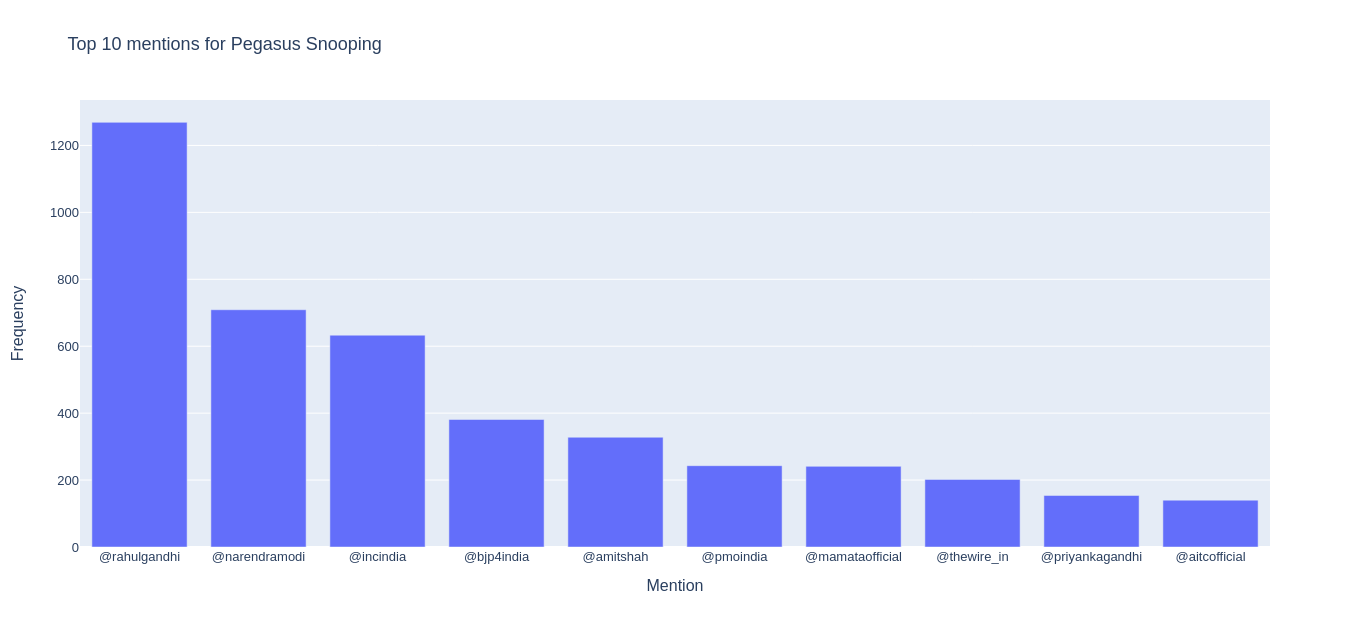 Top 10 mentions for Pegasus Snooping
1200
1000
800
600
400
200
0
Frequency
@rahulgandhi
@narendramodi
@incindia
@bjp4india
@amitshah
@pmoindia
@mamataofficial
@thewire_in
@priyankagandhi
@aitcofficial
Mention